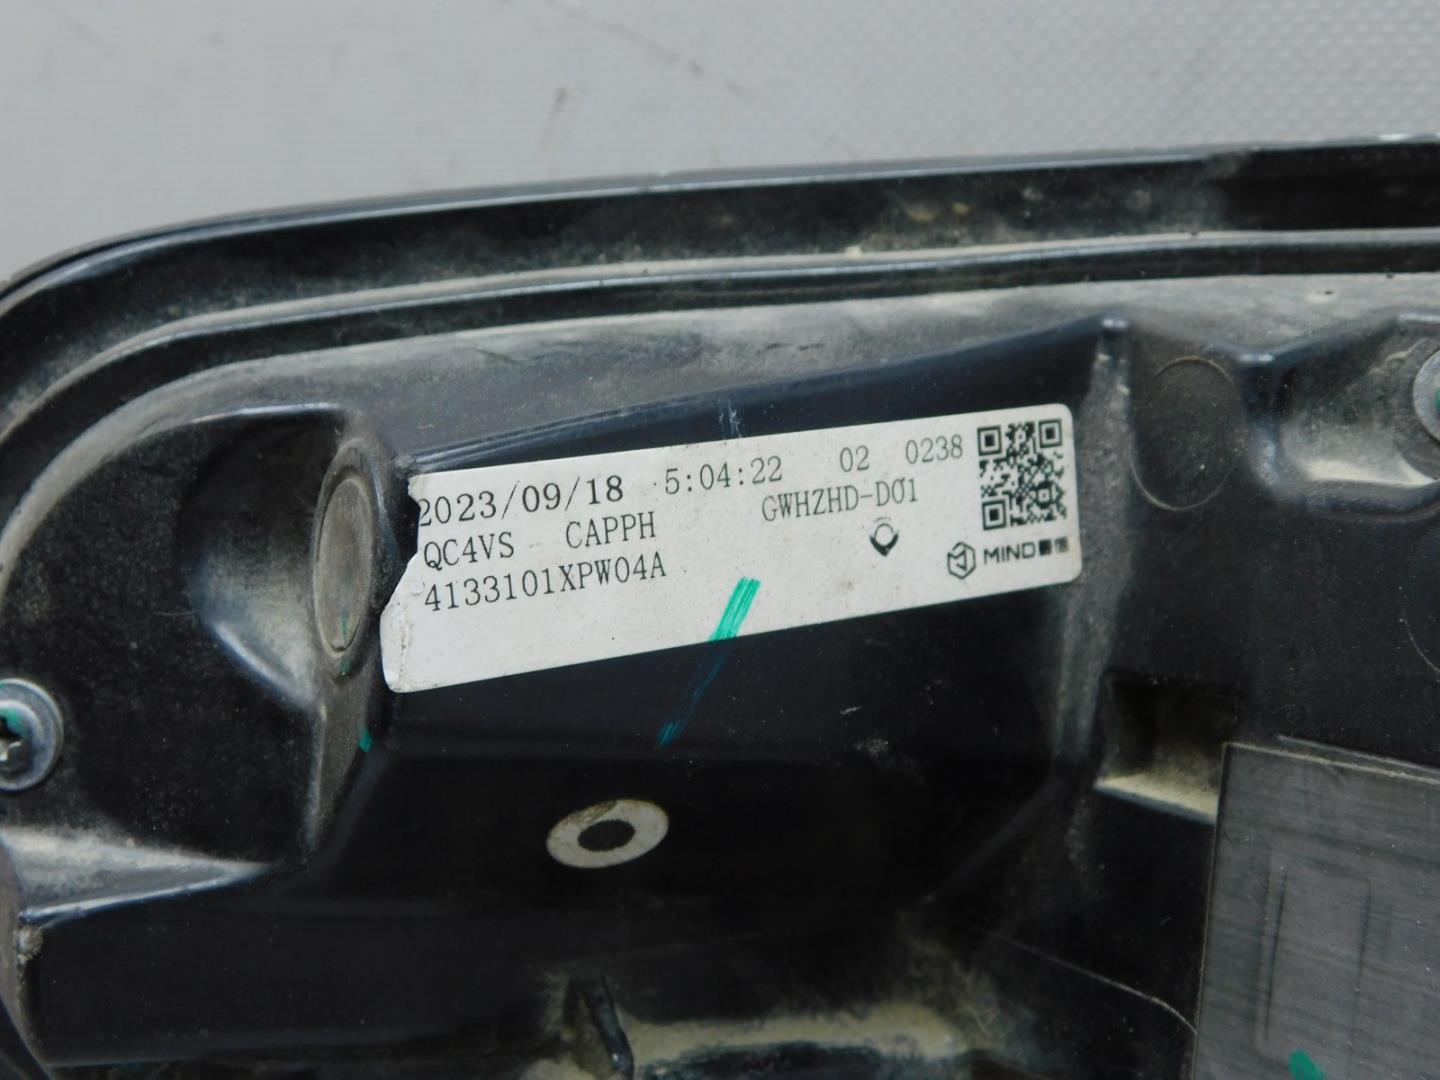 2023/09/18 5:04:22 02 0238
QC4VS CAPPH GWHZHD-D01
4133101XPW04A
MIND